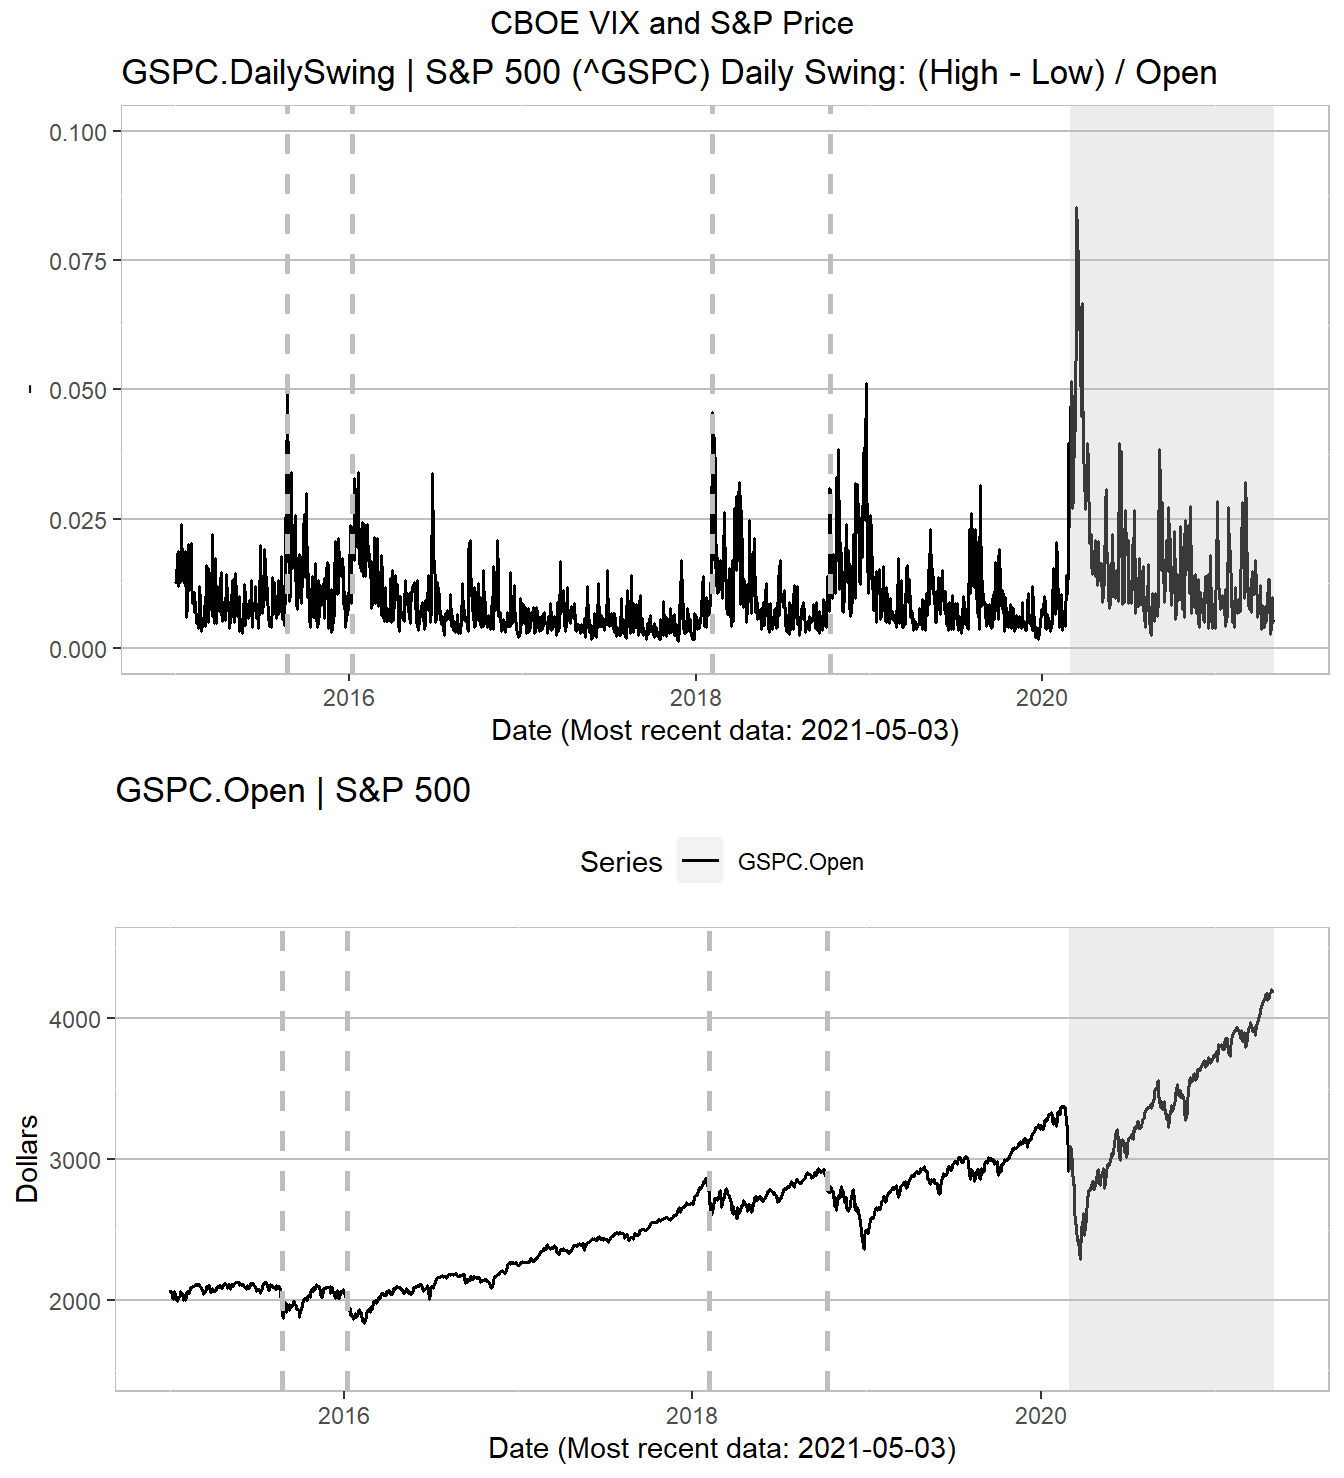 CBOE VIX and S&P Price
GSPC.DailySwing | S&P 500 (^GSPC) Daily Swing: (High - Low) / Open
0.100
0.075
0.050
0.025
0.000
-
2016 2018 2020
Date (Most recent data: 2021-05-03)
GSPC.Open | S&P 500
Series GSPC.Open
4000
3000
2000
Dollars
2016 2018 2020
Date (Most recent data: 2021-05-03)